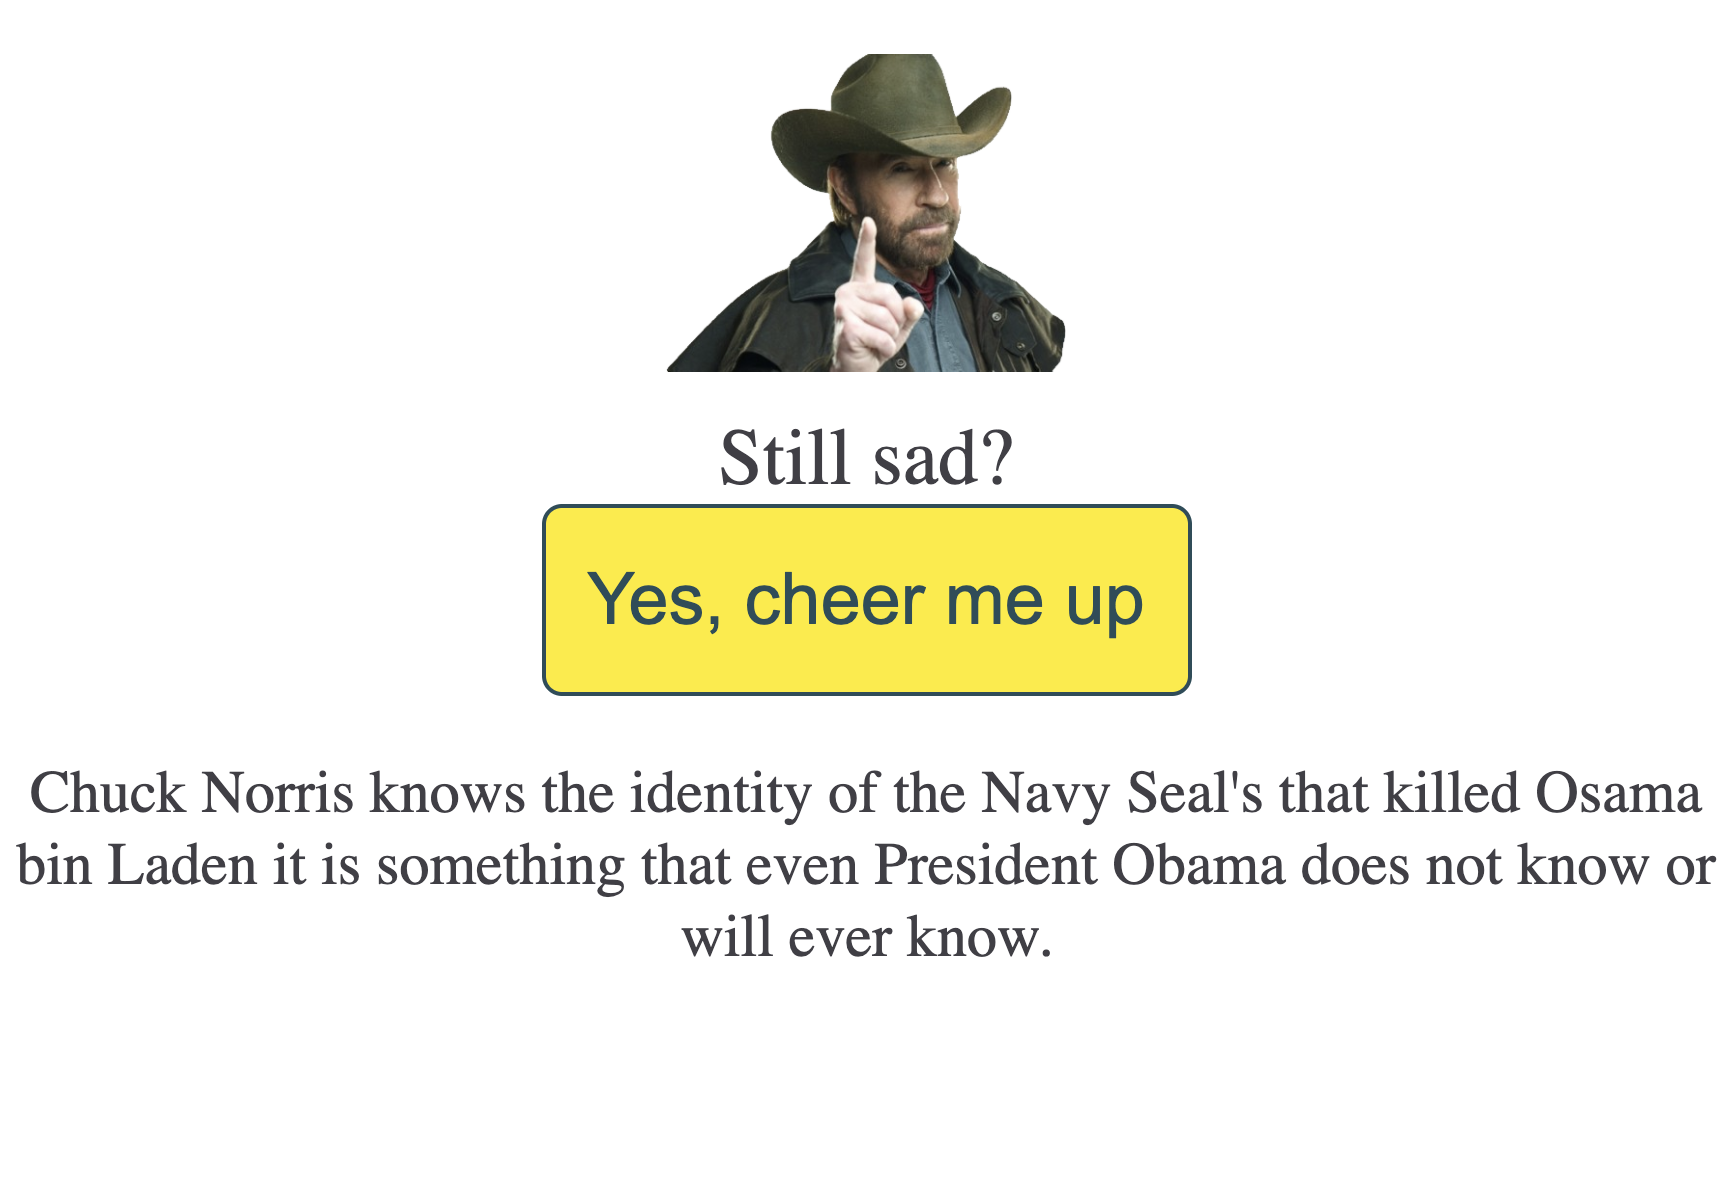 Still sad?
Yes, cheer me up
Chuck Norris knows the identity of the Navy Seal's that killed Osama
bin Laden it is something that even President Obama does not know or
will ever know.